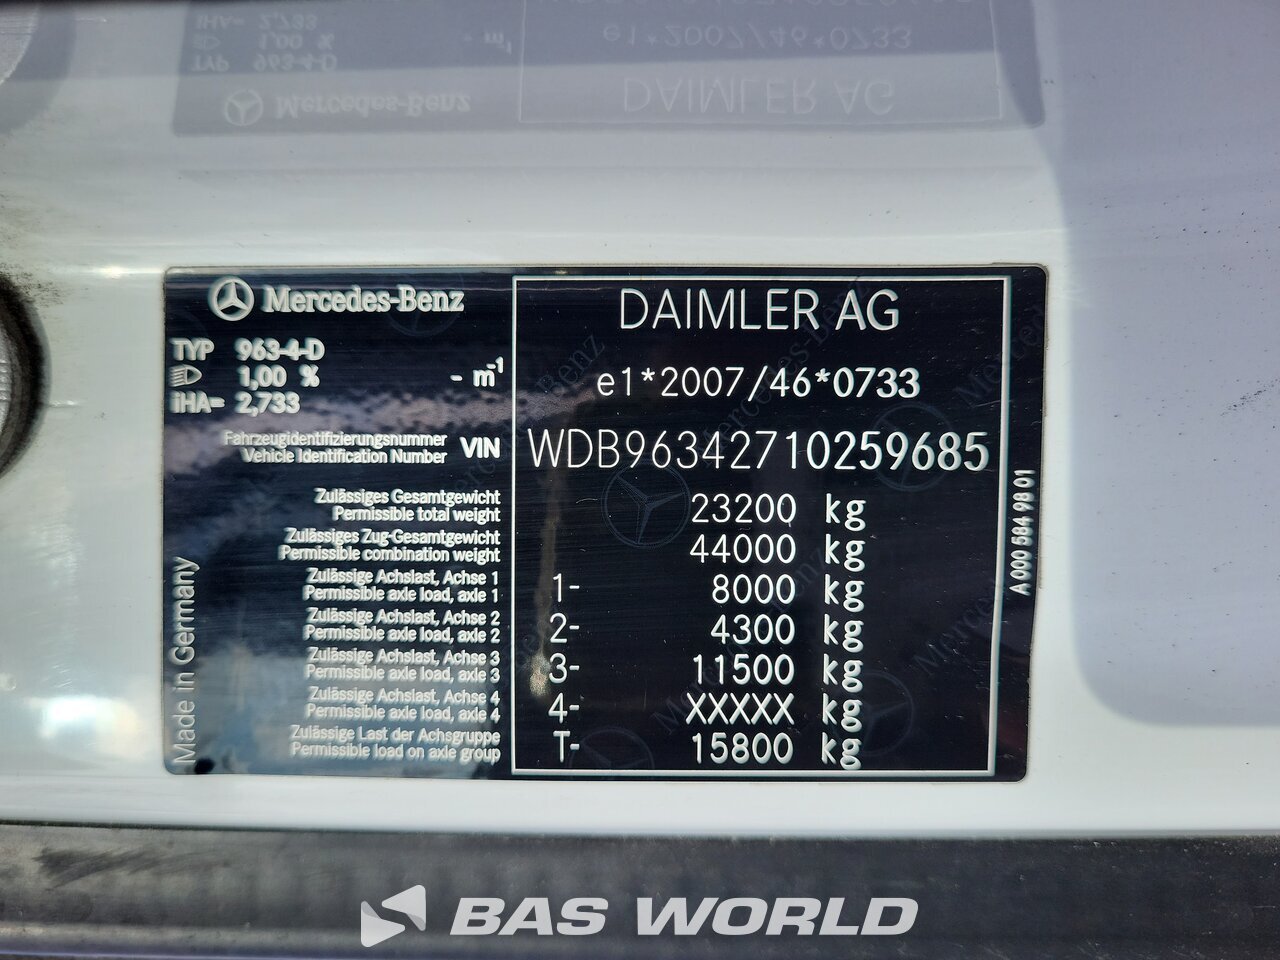 Mercedes-Benz
DAIMLER AG
TYP 963-4-D
1,00 % - m⁻¹
iHA= 2,733
e1*2007/46*0733
Fahrzeugidentifizierungsnummer
Vehicle Identification Number
VIN
WDB96342710259685
Zulässiges Gesamtgewicht
Permissible total weight
23200 kg
Zulässiges Zug-Gesamtgewicht
Permissible combination weight
44000 kg
Zulässige Achslast, Achse 1
Permissible axle load, axle 1
1- 8000 kg
Zulässige Achslast, Achse 2
Permissible axle load, axle 2
2- 4300 kg
Zulässige Achslast, Achse 3
Permissible axle load, axle 3
3- 11500 kg
Zulässige Achslast, Achse 4
Permissible axle load, axle 4
4- XXXXX kg
Zulässige Last der Achsgruppe
Permissible load on axle group
T- 15800 kg
Made in Germany
A 000 584 98 01
BAS WORLD